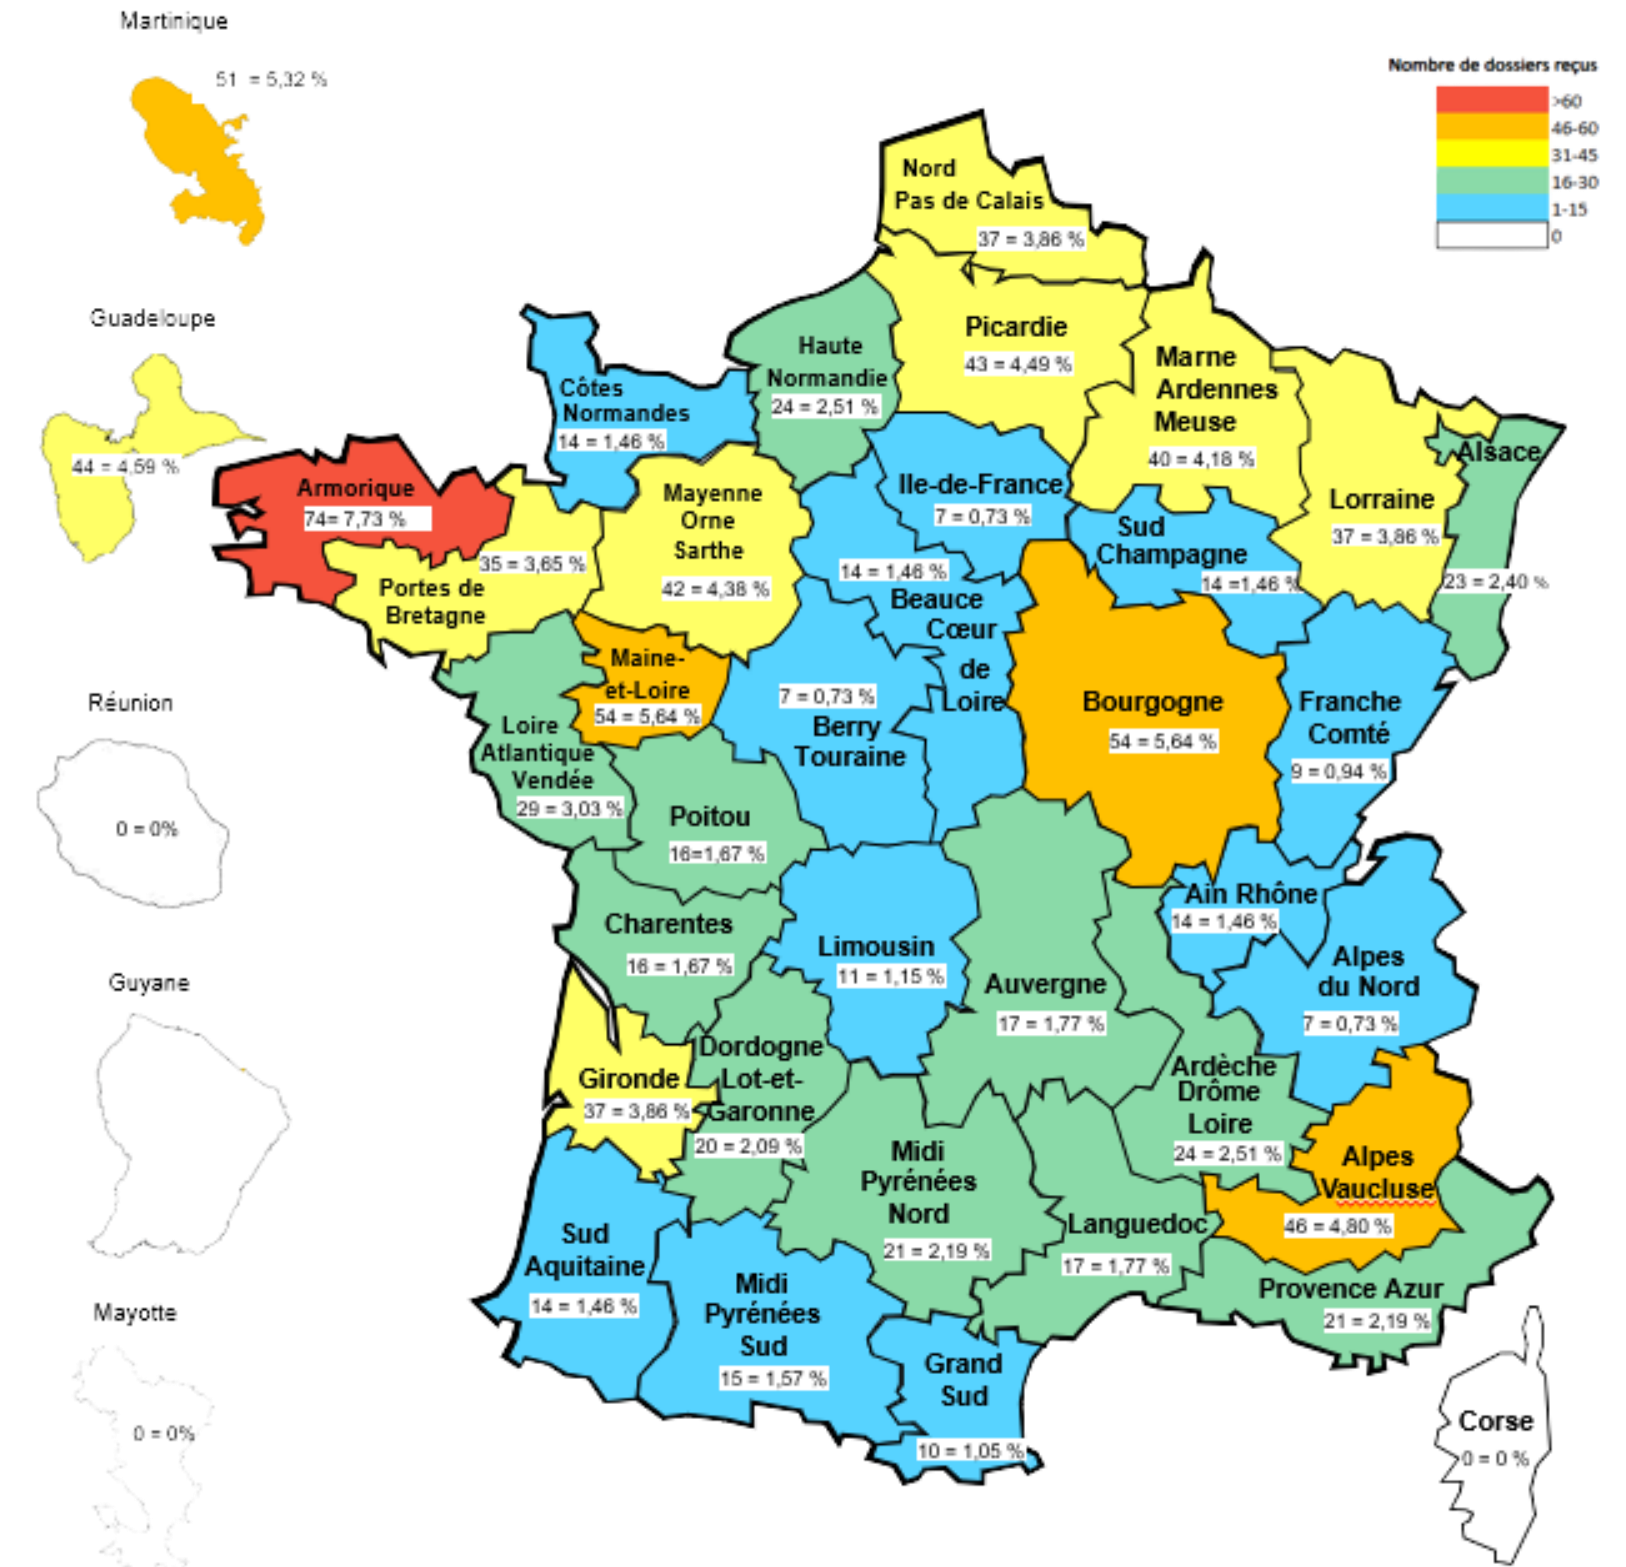 Martinique
51 = 5,32 %
Nombre de dossiers reçus
>60
46-60
31-45
16-30
1-15
0
Nord
Pas de Calais
37 = 3,86 %
Guadeloupe
44 = 4,59 %
Picardie
43 = 4,49 %
Haute
Normandie
24 = 2,51 %
Marne
Ardennes
Meuse
40 = 4,18 %
Côtes
Normandes
14 = 1,46 %
Alsace
23 = 2,40 %
Armorique
74= 7,73 %
Mayenne
Orne
Sarthe
42 = 4,38 %
Ile-de-France
7 = 0,73 %
Lorraine
37 = 3,86 %
Sud
Champagne
14 =1,46 %
35 = 3,65 %
Portes de
Bretagne
14 = 1,46 %
Beauce
Cœur
de
Loire
Maine-
et-Loire
54 = 5,64 %
Réunion
0 = 0%
7 = 0,73 %
Berry
Touraine
Bourgogne
54 = 5,64 %
Franche
Comté
9 = 0,94 %
Loire
Atlantique
Vendée
29 = 3,03 %
Poitou
16=1,67 %
Ain Rhône
14 = 1,46 %
Charentes
16 = 1,67 %
Limousin
11 = 1,15 %
Auvergne
17 = 1,77 %
Alpes
du Nord
7 = 0,73 %
Guyane
Dordogne
Lot-et-
Garonne
20 = 2,09 %
Gironde
37 = 3,86 %
Ardèche
Drôme
Loire
24 = 2,51 %
Midi
Pyrénées
Nord
21 = 2,19 %
Alpes
Vaucluse
46 = 4,80 %
Languedoc
17 = 1,77 %
Sud
Aquitaine
14 = 1,46 %
Midi
Pyrénées
Sud
15 = 1,57 %
Provence Azur
21 = 2,19 %
Mayotte
0 = 0%
Grand
Sud
10 = 1,05 %
Corse
0 = 0 %